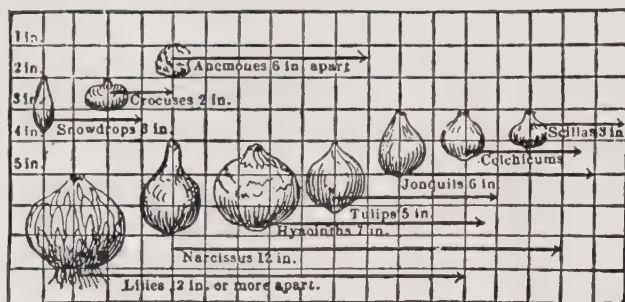 1 in.
Anemones 6 in. apart
2 in.
Crocuses 2 in.
3 in.
Snowdrops 3 in.
Scillas 3 in
4 in.
Colchicums
5 in.
Jonquils 6 in.
Tulips 5 in.
Hyacinths 7 in.
Narcissus 12 in.
Lilies 12 in. or more apart.